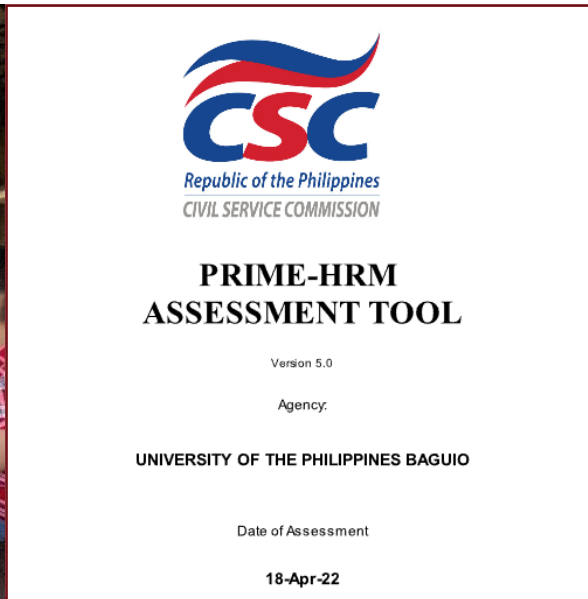 CSC
Republic of the Philippines
CIVIL SERVICE COMMISSION
PRIME-HRM
ASSESSMENT TOOL
Version 5.0
Agency:
UNIVERSITY OF THE PHILIPPINES BAGUIO
Date of Assessment
18-Apr-22